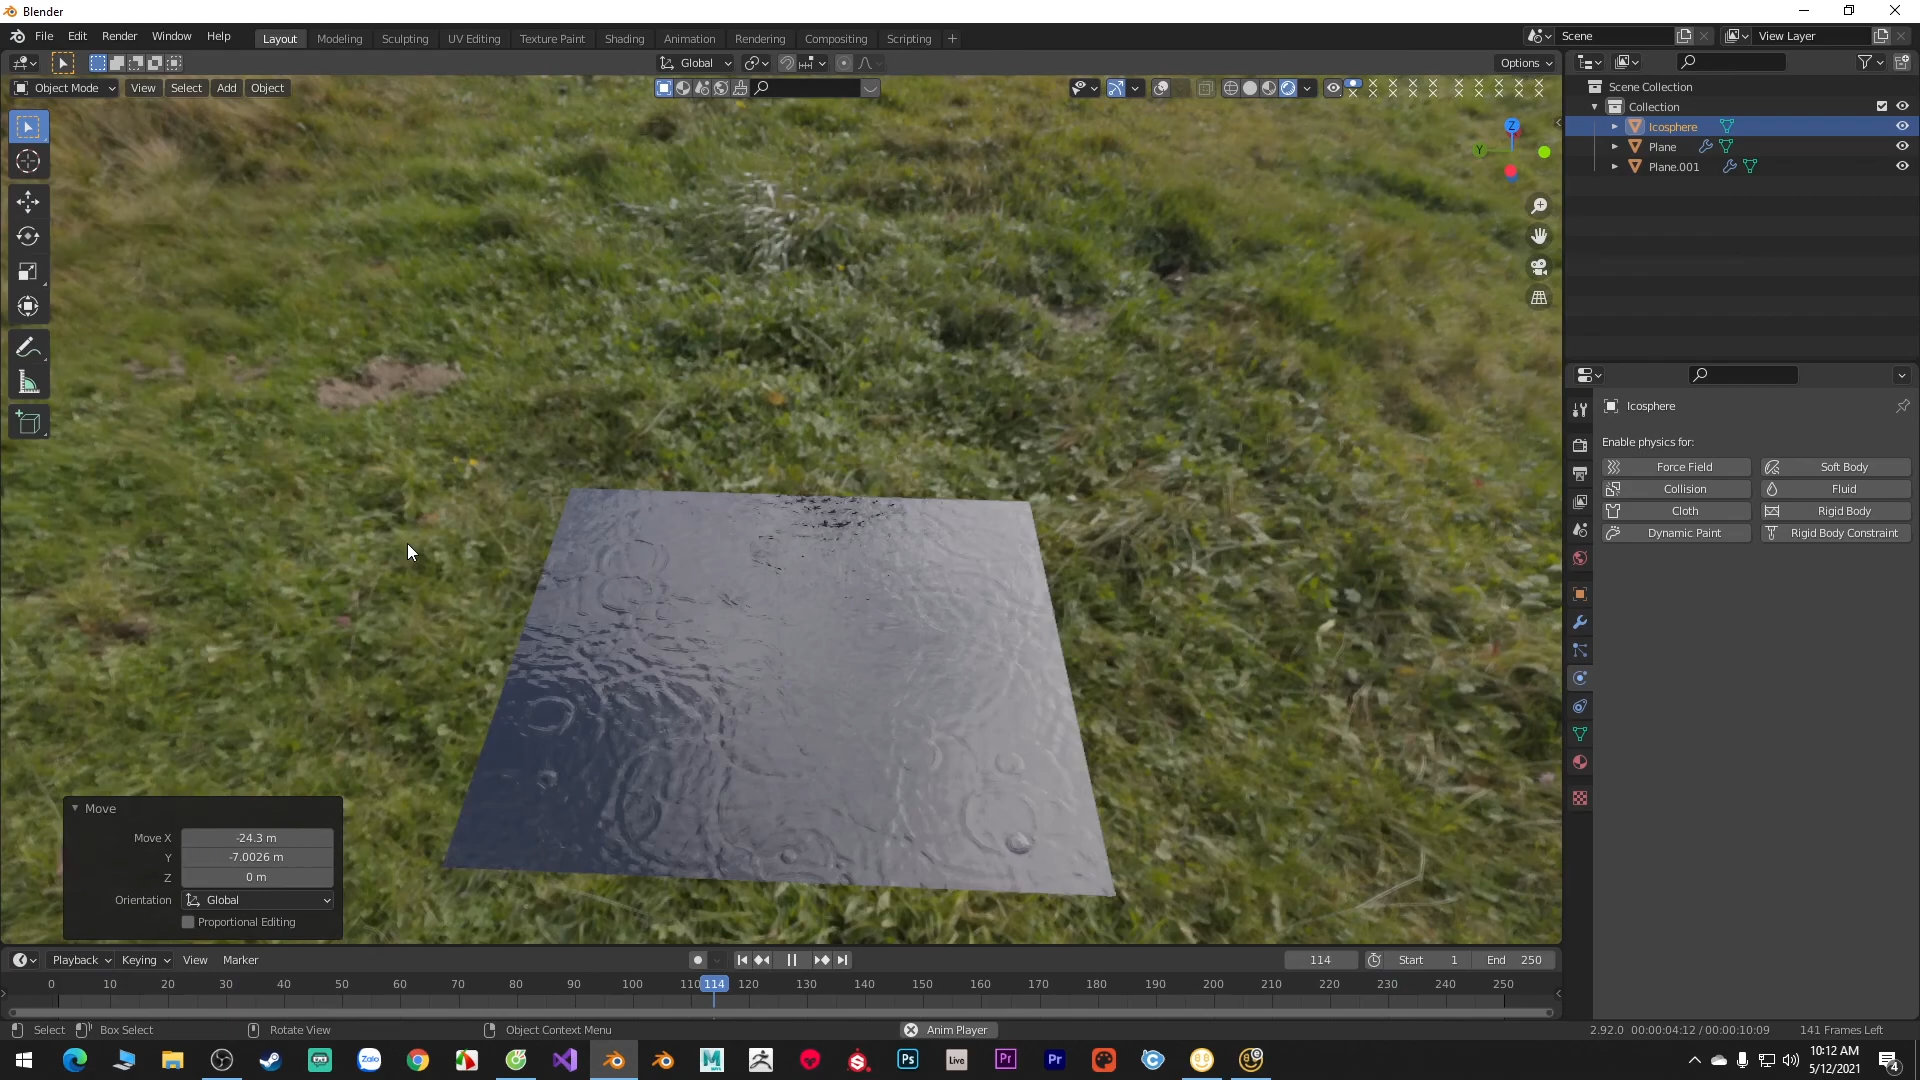 Blender
File Edit Render Window Help
Layout Modeling Sculpting UV Editing Texture Paint Shading Animation Rendering Compositing Scripting
Scene
View Layer
Global
Options
Object Mode View Select Add Object
Scene Collection
Collection
Icosphere
Plane
Plane.001
Z
Y
Icosphere
Enable physics for:
Force Field Soft Body
Collision Fluid
Cloth Rigid Body
Dynamic Paint Rigid Body Constraint
Move
Move X -24.3 m
Y -7.0026 m
Z 0 m
Orientation Global
Proportional Editing
Playback Keying View Marker
114 Start 1 End 250
0 10 20 30 40 50 60 70 80 90 100 110 114 120 130 140 150 160 170 180 190 200 210 220 230 240 250
Select Box Select Rotate View Object Context Menu Anim Player
2.92.0 00:00:04:12 / 00:00:10:09 141 Frames Left
Zalo
Ps
Live
Pr
Pr
10:12 AM
5/12/2021
4